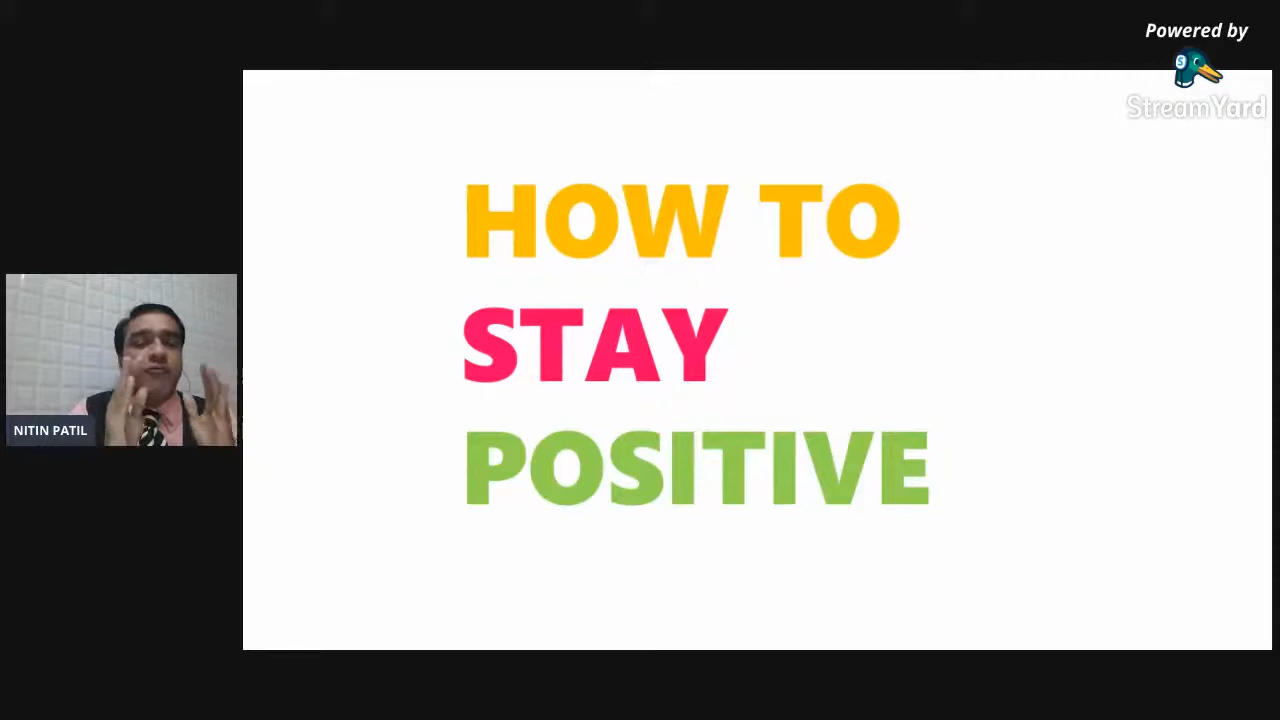 Powered by
StreamYard
HOW TO
STAY
POSITIVE
NITIN PATIL